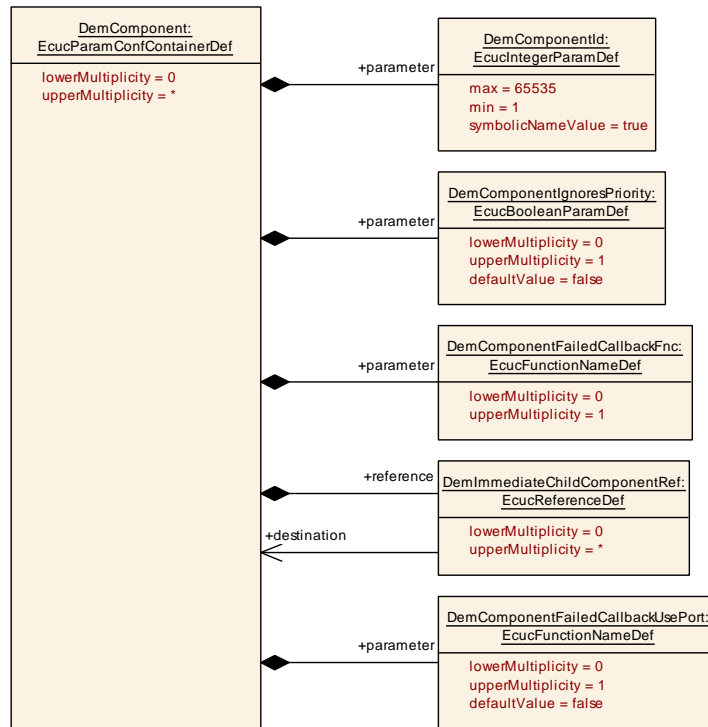 DemComponent:
EcucParamConfContainerDef
lowerMultiplicity = 0
upperMultiplicity = *
+parameter
DemComponentId:
EcucIntegerParamDef
max = 65535
min = 1
symbolicNameValue = true
+parameter
DemComponentIgnoresPriority:
EcucBooleanParamDef
lowerMultiplicity = 0
upperMultiplicity = 1
defaultValue = false
+parameter
DemComponentFailedCallbackFnc:
EcucFunctionNameDef
lowerMultiplicity = 0
upperMultiplicity = 1
+reference
DemImmediateChildComponentRef:
EcucReferenceDef
lowerMultiplicity = 0
upperMultiplicity = *
+destination
+parameter
DemComponentFailedCallbackUsePort:
EcucFunctionNameDef
lowerMultiplicity = 0
upperMultiplicity = 1
defaultValue = false